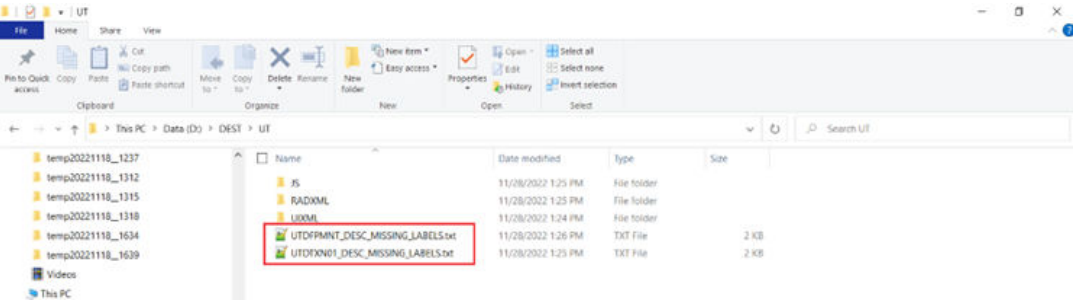 UT
File Home Share View
Pin to Quick access
Copy
Paste
Cut
Copy path
Paste shortcut
Clipboard
Move to
Copy to
Delete
Rename
Organize
New folder
New item
Easy access
New
Properties
Open
Edit
History
Open
Select all
Select none
Invert selection
Select
This PC > Data (D:) > DEST > UT
Search UT
temp20221118_1237
temp20221118_1312
temp20221118_1315
temp20221118_1318
temp20221118_1634
temp20221118_1639
Videos
This PC
Name Date modified Type Size
JS 11/28/2022 1:25 PM File folder
RADXML 11/28/2022 1:25 PM File folder
UIXML 11/28/2022 1:24 PM File folder
UTDFPMNT_DESC_MISSING_LABELS.txt 11/28/2022 1:26 PM TXT File 2 KB
UTDTXN01_DESC_MISSING_LABELS.txt 11/28/2022 1:25 PM TXT File 2 KB